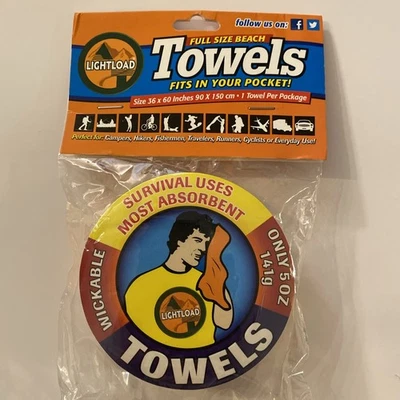 follow us on:
FULL SIZE BEACH
LIGHTLOAD
Towels
FITS IN YOUR POCKET!
Size 36 x 60 Inches 90 X 150 cm • 1 Towel Per Package
Perfect for: Campers, Hikers, Fishermen, Travelers, Runners, Cyclists or Everyday Use!
SURVIVAL USES
MOST ABSORBENT
WICKABLE
ONLY 5 OZ
141g
LIGHTLOAD
TOWELS